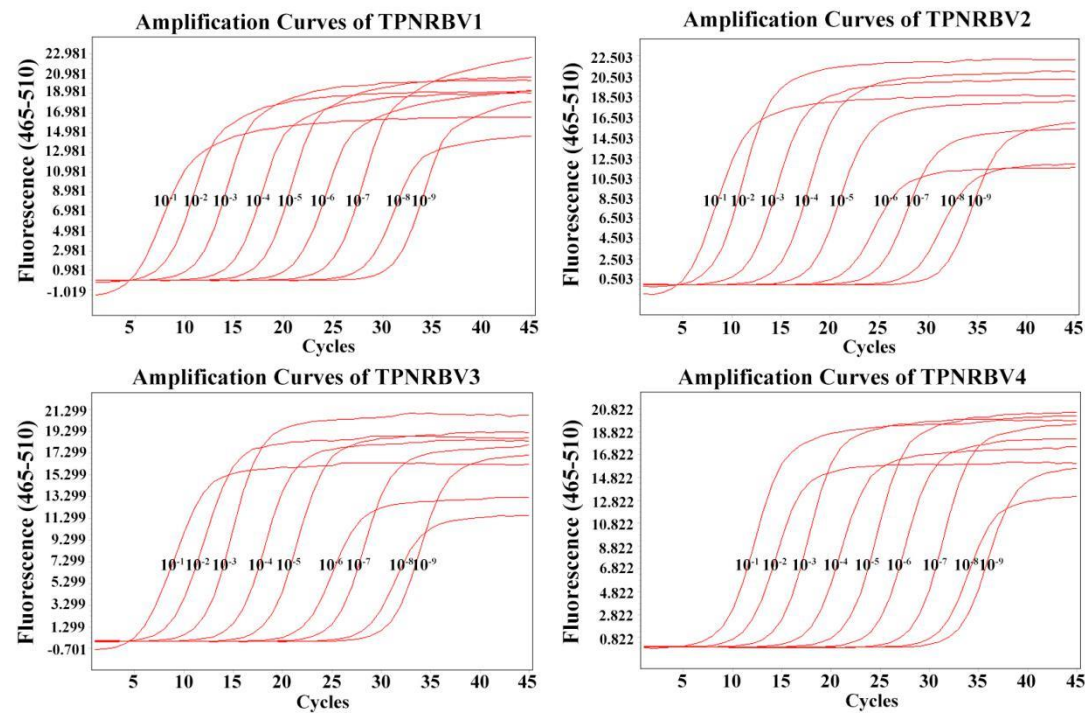 Amplification Curves of TPNRBV1
Fluorescence (465-510)
22.981
20.981
18.981
16.981
14.981
12.981
10.981
8.981
6.981
4.981
2.981
0.981
-1.019
10⁻¹ 10⁻² 10⁻³ 10⁻⁴ 10⁻⁵ 10⁻⁶ 10⁻⁷ 10⁻⁸ 10⁻⁹
5 10 15 20 25 30 35 40 45
Cycles
Amplification Curves of TPNRBV2
Fluorescence (465-510)
22.503
20.503
18.503
16.503
14.503
12.503
10.503
8.503
6.503
4.503
2.503
0.503
10⁻¹ 10⁻² 10⁻³ 10⁻⁴ 10⁻⁵ 10⁻⁶ 10⁻⁷ 10⁻⁸ 10⁻⁹
5 10 15 20 25 30 35 40 45
Cycles
Amplification Curves of TPNRBV3
Fluorescence (465-510)
21.299
19.299
17.299
15.299
13.299
11.299
9.299
7.299
5.299
3.299
1.299
-0.701
10⁻¹ 10⁻² 10⁻³ 10⁻⁴ 10⁻⁵ 10⁻⁶ 10⁻⁷ 10⁻⁸ 10⁻⁹
5 10 15 20 25 30 35 40 45
Cycles
Amplification Curves of TPNRBV4
Fluorescence (465-510)
20.822
18.822
16.822
14.822
12.822
10.822
8.822
6.822
4.822
2.822
0.822
10⁻¹ 10⁻² 10⁻³ 10⁻⁴ 10⁻⁵ 10⁻⁶ 10⁻⁷ 10⁻⁸ 10⁻⁹
5 10 15 20 25 30 35 40 45
Cycles